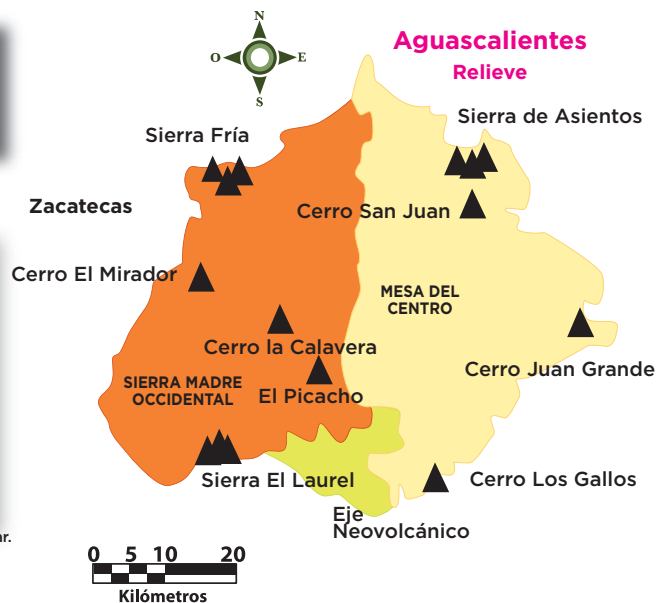 N
O
E
S
Aguascalientes
Relieve
Sierra de Asientos
Sierra Fría
Zacatecas
Cerro San Juan
Cerro El Mirador
MESA DEL
CENTRO
Cerro la Calavera
Cerro Juan Grande
SIERRA MADRE
OCCIDENTAL
El Picacho
Sierra El Laurel
Cerro Los Gallos
Eje
Neovolcánico
ar.
0 5 10 20
Kilómetros